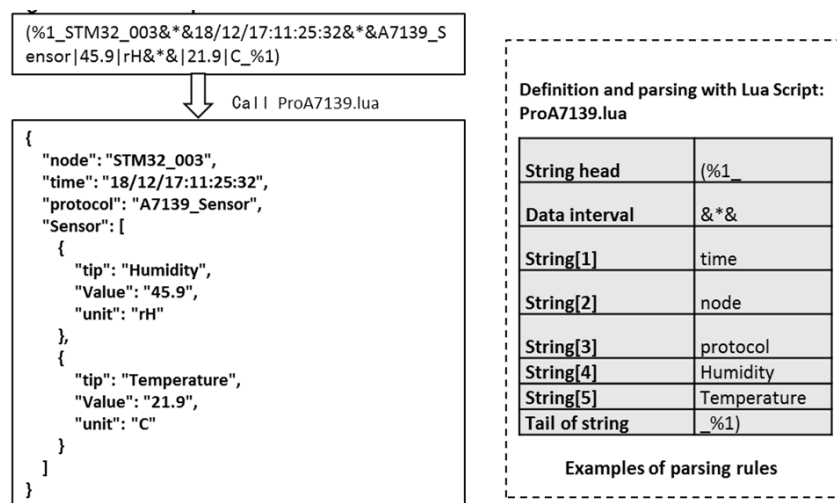 (%1_STM32_003&*&18/12/17:11:25:32&*&A7139_S
ensor|45.9|rH&*&|21.9|C_%1)
Call ProA7139.lua
{
"node": "STM32_003",
"time": "18/12/17:11:25:32",
"protocol": "A7139_Sensor",
"Sensor": [
{
"tip": "Humidity",
"Value": "45.9",
"unit": "rH"
},
{
"tip": "Temperature",
"Value": "21.9",
"unit": "C"
}
]
}
Definition and parsing with Lua Script:
ProA7139.lua
String head (%1_
Data interval &*&
String[1] time
String[2] node
String[3] protocol
String[4] Humidity
String[5] Temperature
Tail of string _%1)
Examples of parsing rules